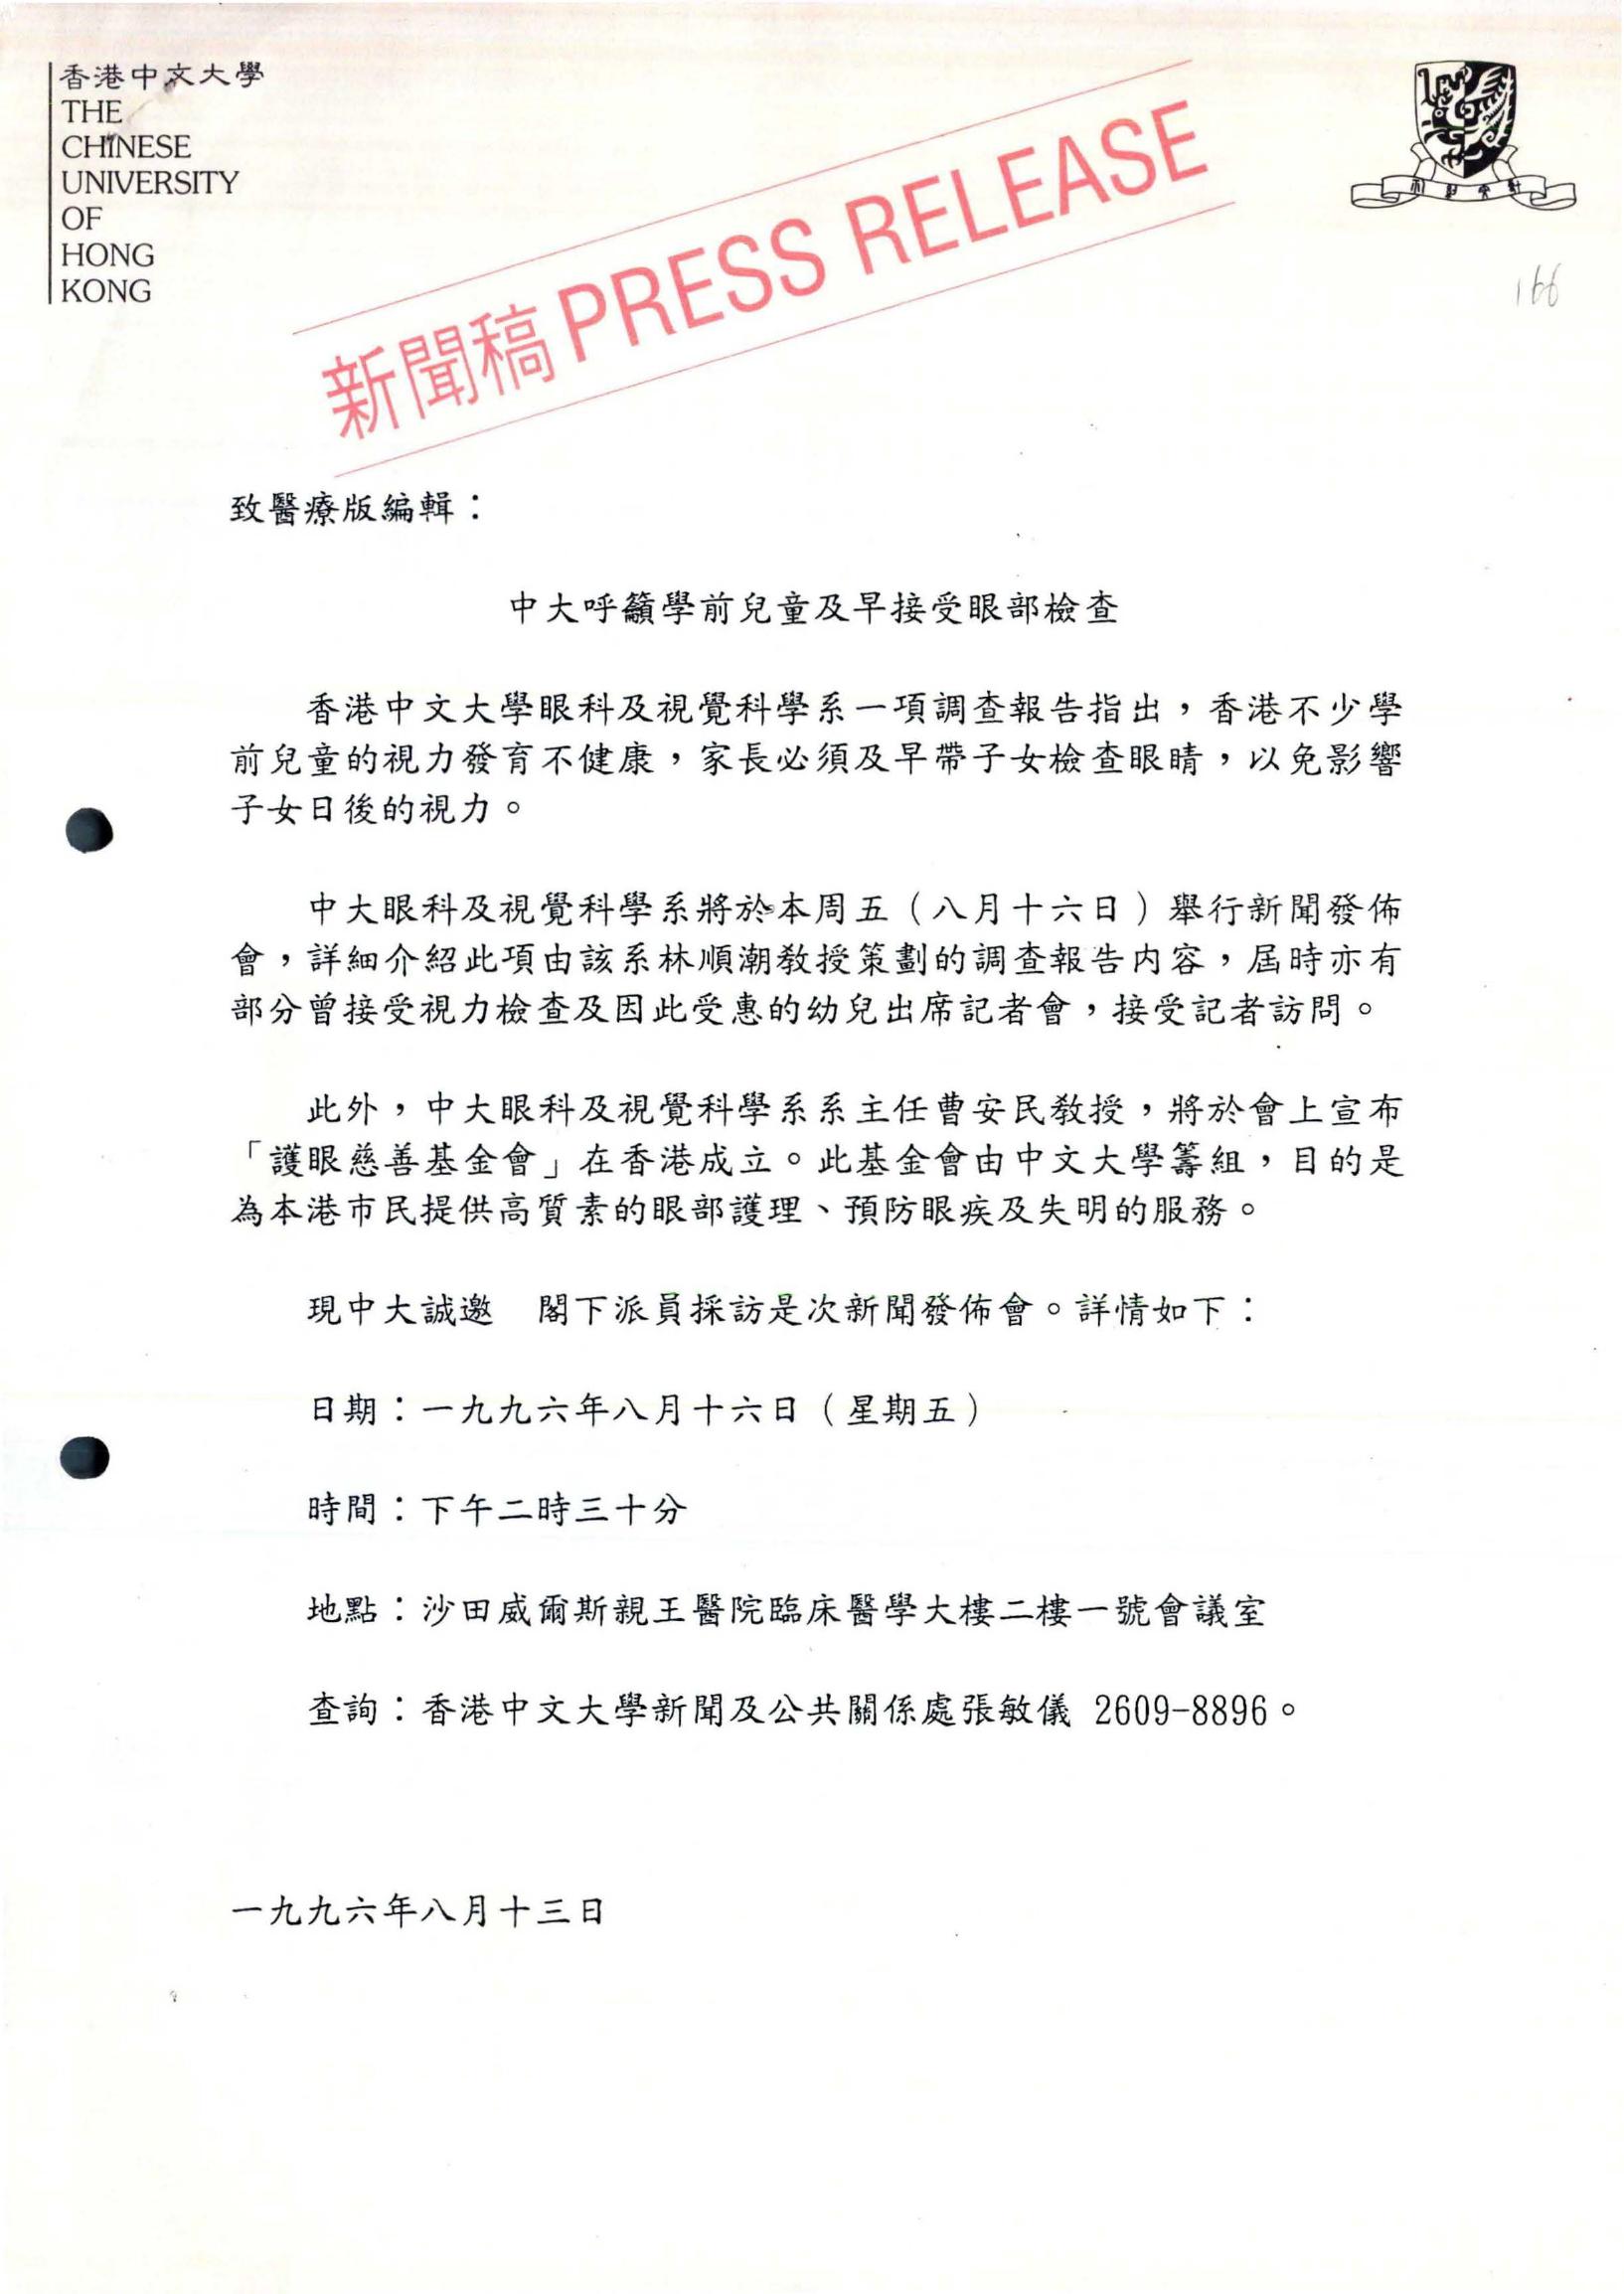 香港中文大學
THE
CHINESE
UNIVERSITY
OF
HONG
KONG
新聞稿 PRESS RELEASE
166
致醫療版編輯：
中大呼籲學前兒童及早接受眼部檢查
香港中文大學眼科及視覺科學系一項調查報告指出，香港不少學
前兒童的視力發育不健康，家長必須及早帶子女檢查眼睛，以免影響
子女日後的視力。
中大眼科及視覺科學系將於本周五（八月十六日）舉行新聞發佈
會，詳細介紹此項由該系林順潮教授策劃的調查報告內容，屆時亦有
部分曾接受視力檢查及因此受惠的幼兒出席記者會，接受記者訪問。
此外，中大眼科及視覺科學系系主任曹安民教授，將於會上宣布
「護眼慈善基金會」在香港成立。此基金會由中文大學籌組，目的是
為本港市民提供高質素的眼部護理、預防眼疾及失明的服務。
現中大誠邀　閣下派員採訪是次新聞發佈會。詳情如下：
日期：一九九六年八月十六日（星期五）
時間：下午二時三十分
地點：沙田威爾斯親王醫院臨床醫學大樓二樓一號會議室
查詢：香港中文大學新聞及公共關係處張敏儀 2609-8896。
一九九六年八月十三日